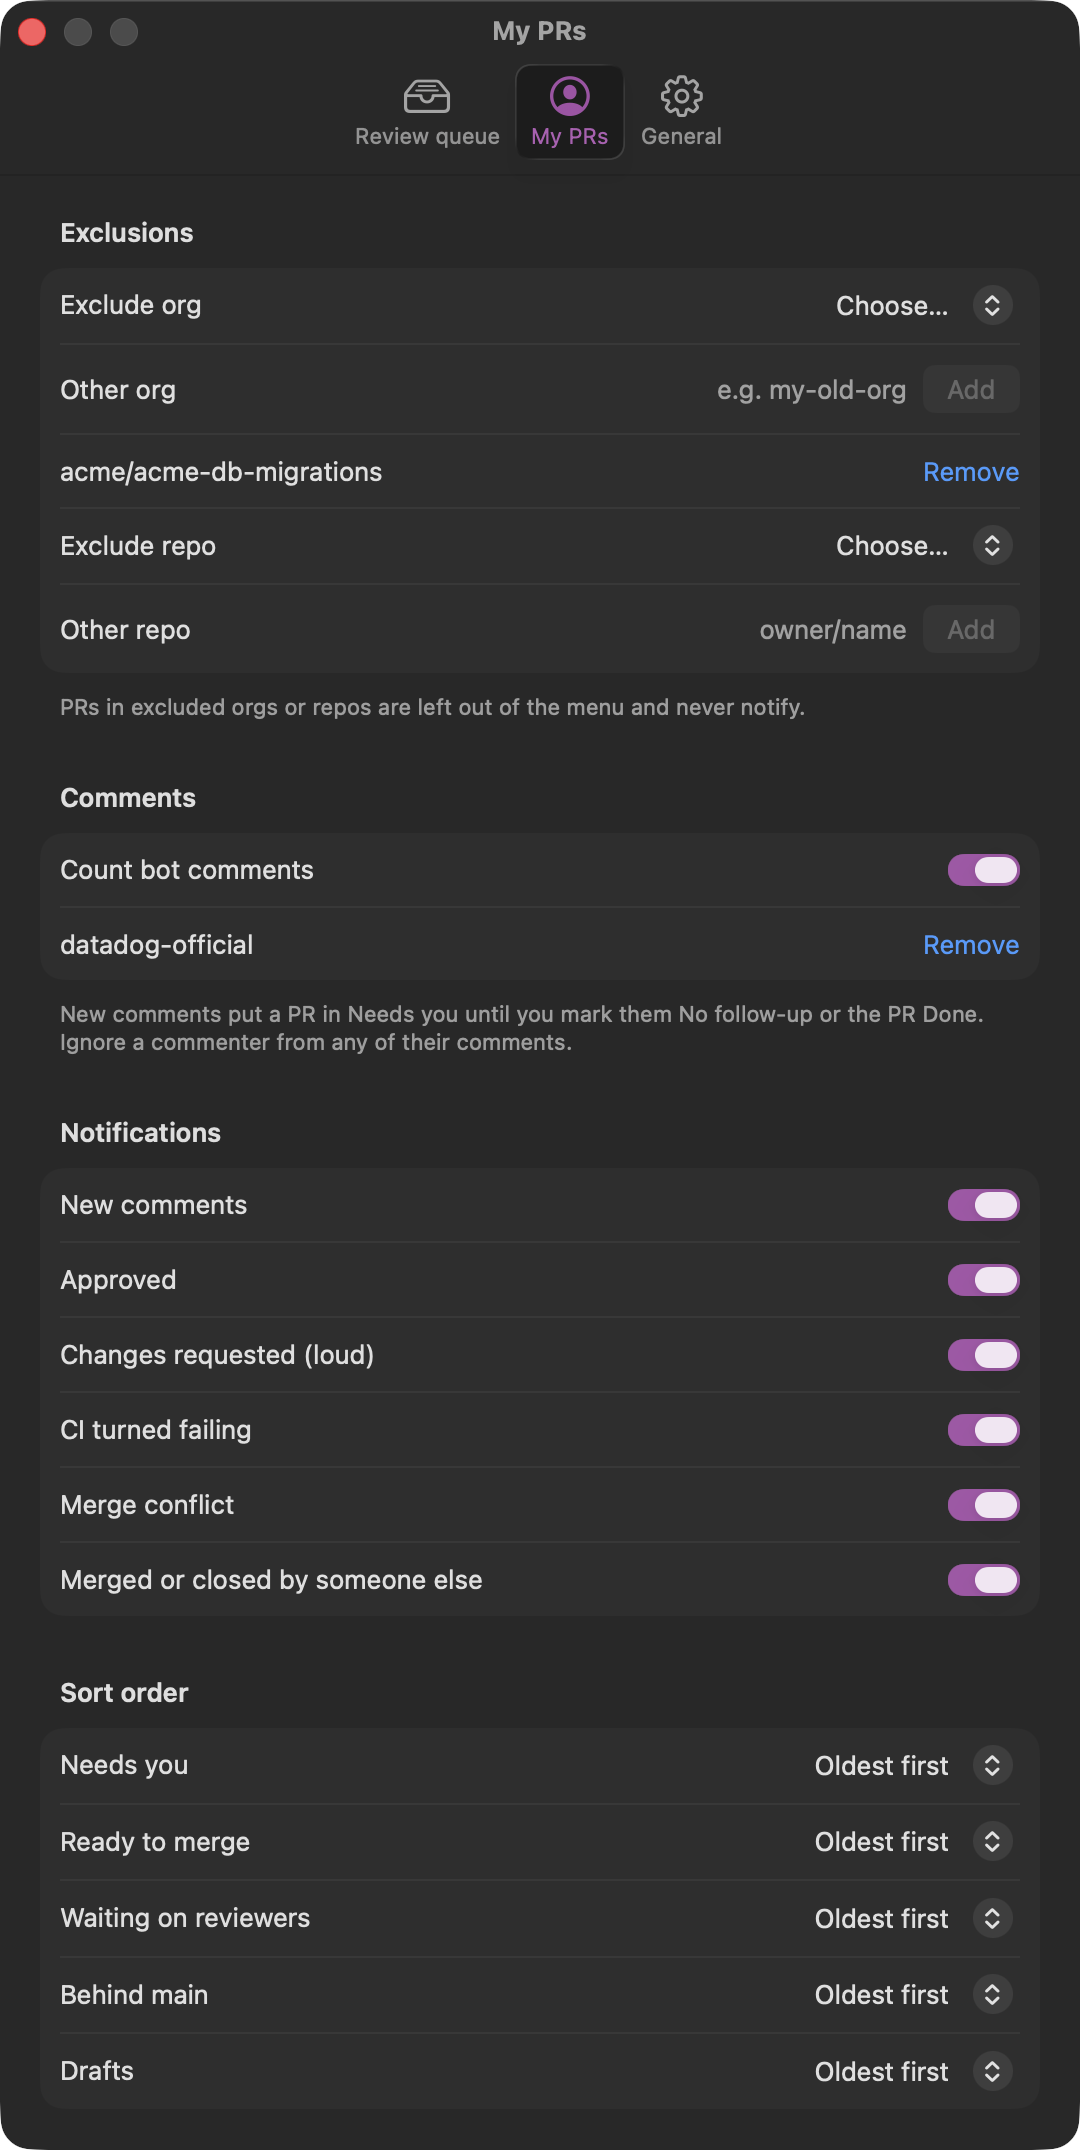 My PRs
Review queue
My PRs
General
Exclusions
Exclude org
Choose...
Other org
e.g. my-old-org
Add
acme/acme-db-migrations
Remove
Exclude repo
Choose...
Other repo
owner/name
Add
PRs in excluded orgs or repos are left out of the menu and never notify.
Comments
Count bot comments
datadog-official
Remove
New comments put a PR in Needs you until you mark them No follow-up or the PR Done.
Ignore a commenter from any of their comments.
Notifications
New comments
Approved
Changes requested (loud)
CI turned failing
Merge conflict
Merged or closed by someone else
Sort order
Needs you
Oldest first
Ready to merge
Oldest first
Waiting on reviewers
Oldest first
Behind main
Oldest first
Drafts
Oldest first